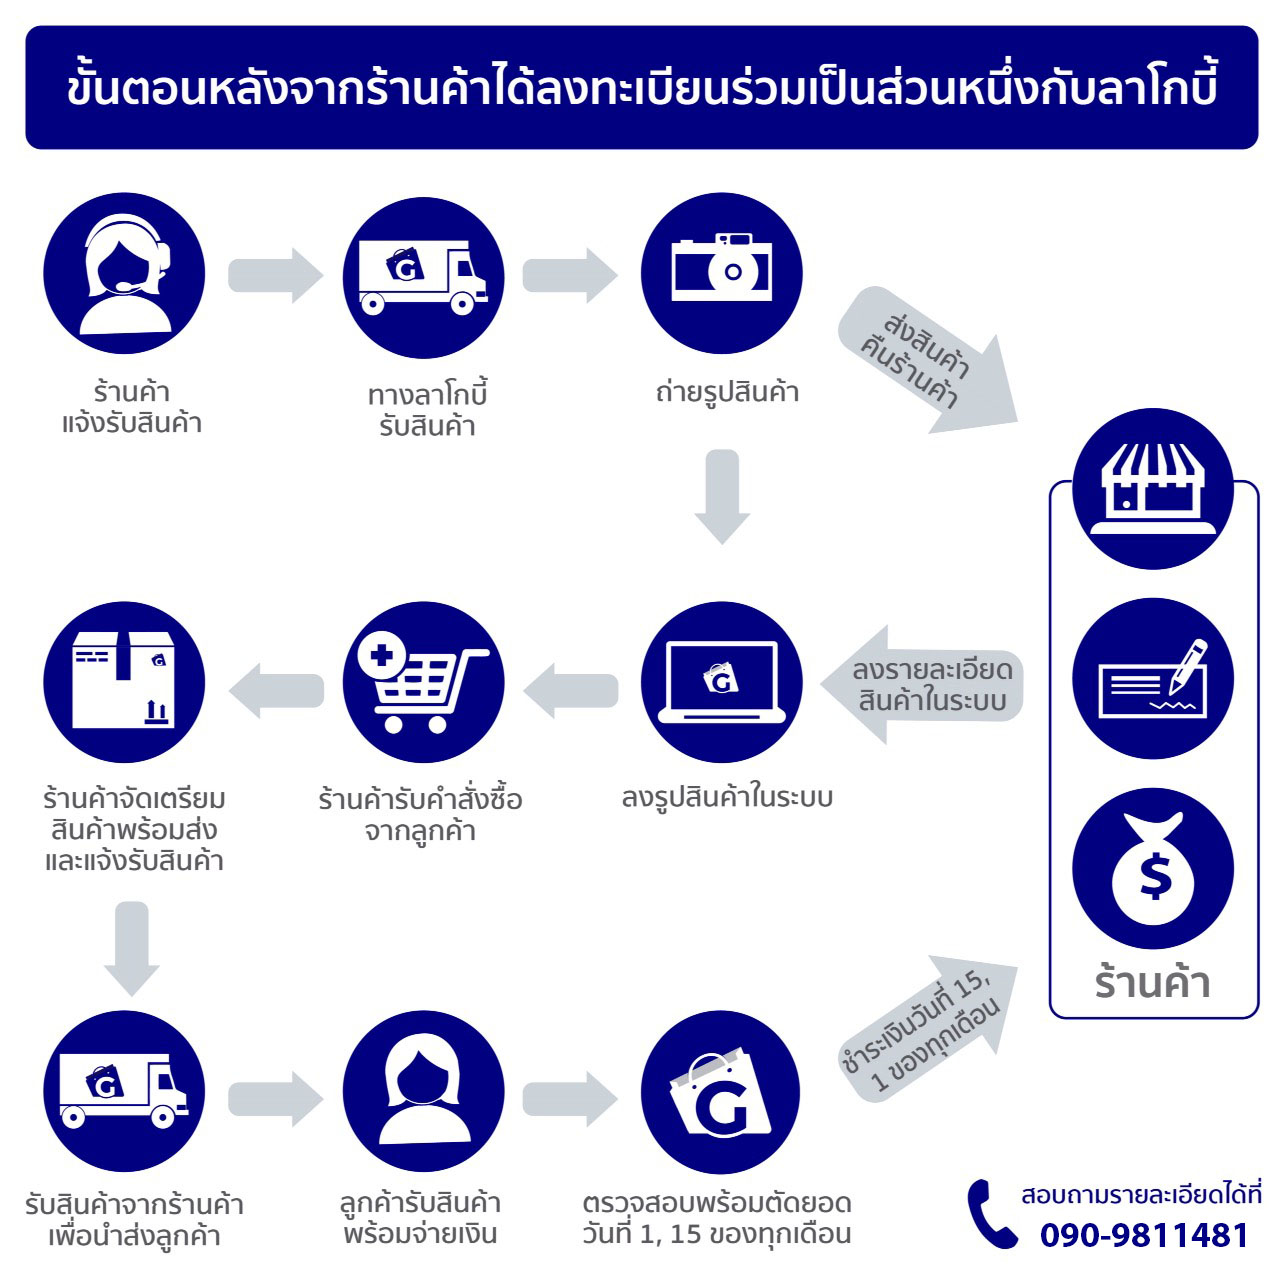 ขั้นตอนหลังจากร้านค้าได้ลงทะเบียนร่วมเป็นส่วนหนึ่งกับลาโกบี้
ร้านค้า
แจ้งรับสินค้า
G
ทางลาโกบี้
รับสินค้า
ถ่ายรูปสินค้า
ส่งสินค้า
คืนร้านค้า
ลงรายละเอียด
สินค้าในระบบ
G
ลงรูปสินค้าในระบบ
ร้านค้ารับคำสั่งซื้อ
จากลูกค้า
G
ร้านค้าจัดเตรียม
สินค้าพร้อมส่ง
และแจ้งรับสินค้า
G
รับสินค้าจากร้านค้า
เพื่อนำส่งลูกค้า
ลูกค้ารับสินค้า
พร้อมจ่ายเงิน
G
ตรวจสอบพร้อมตัดยอด
วันที่ 1, 15 ของทุกเดือน
ชำระเงินวันที่ 15,
1 ของทุกเดือน
$
ร้านค้า
สอบถามรายละเอียดได้ที่
090-9811481